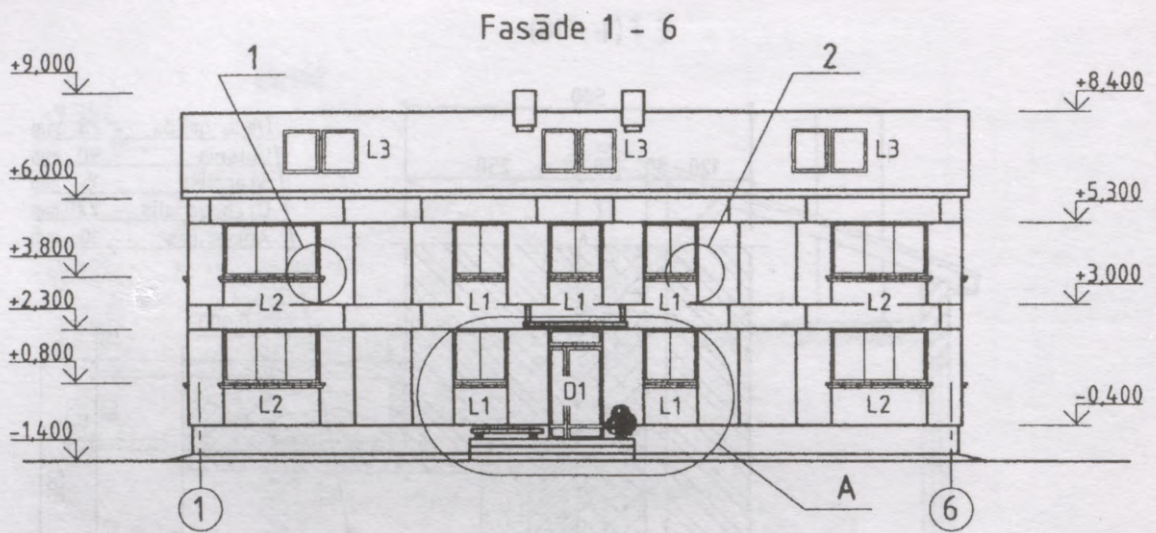 Fasāde 1 - 6
1
2
+9,000
+8,400
L3
L3
L3
+6,000
+5,300
+3,800
+3,000
L2
L1
L1
L1
L2
+2,300
+0,800
D1
L2
L1
L1
L2
-0,400
-1,400
A
1
6